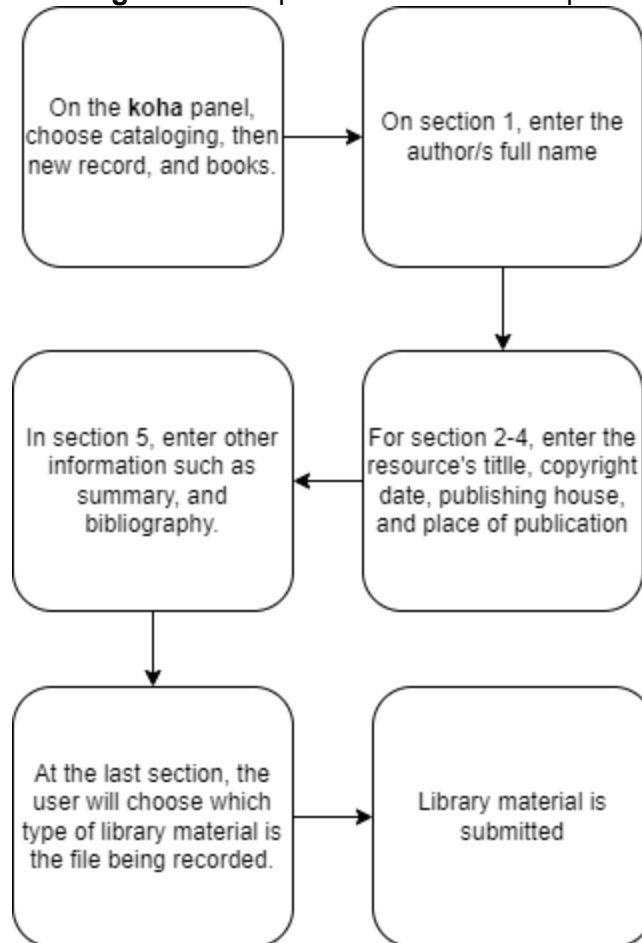 On the koha panel,
choose cataloging, then
new record, and books.
On section 1, enter the
author/s full name
For section 2-4, enter the
resource's titlle, copyright
date, publishing house,
and place of publication
In section 5, enter other
information such as
summary, and
bibliography.
At the last section, the
user will choose which
type of library material is
the file being recorded.
Library material is
submitted